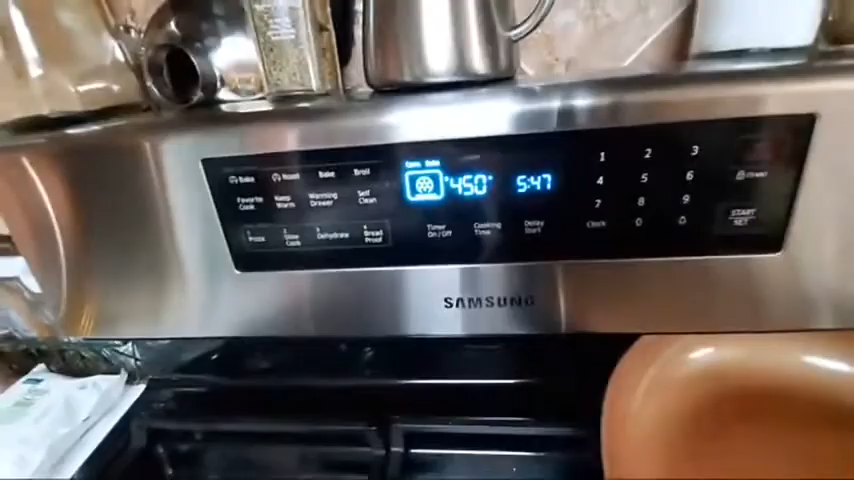 Conv. Bake
450°
5:47
Bake
Roast
Bake
Broil
Favorite Cook
Keep Warm
Warming Drawer
Self Clean
Pizza
Slow Cook
Dehydrate
Bread Proof
Timer On/Off
Cooking Time
Delay Start
1 2 3
4 5 6
7 8 9
Clock 0
START
SET
SAMSUNG